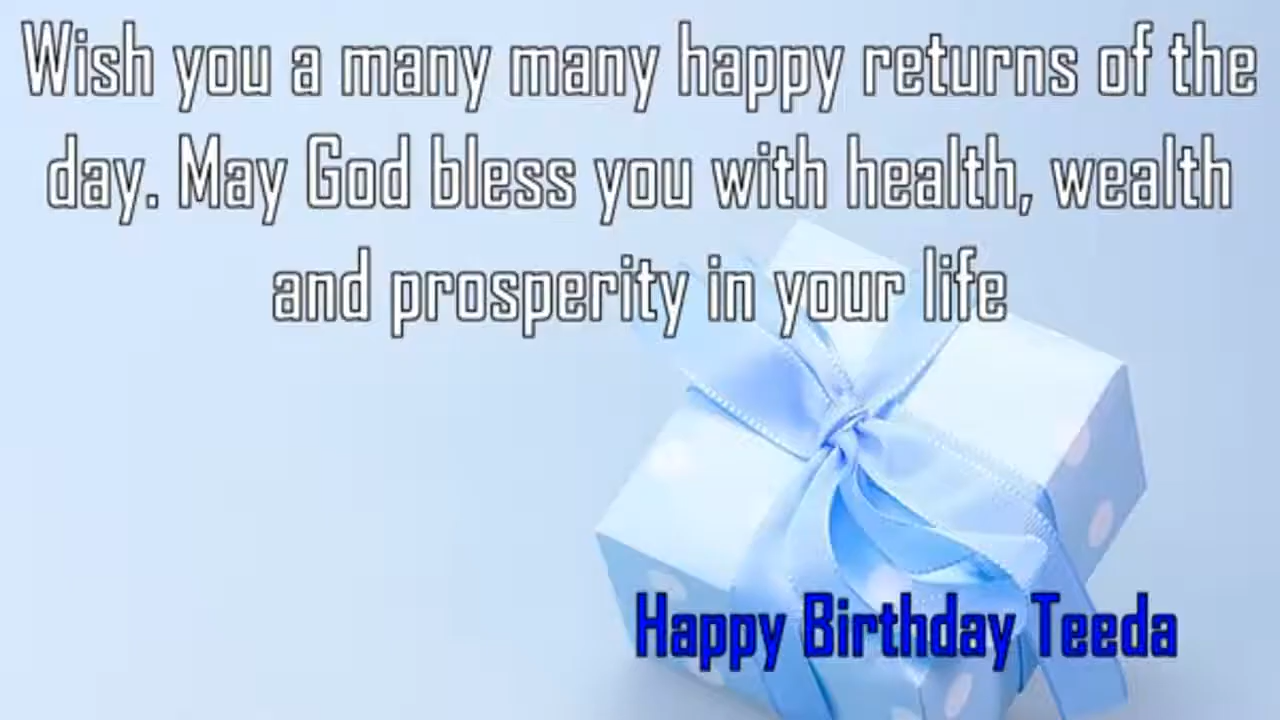 Wish you a many many happy returns of the
day. May God bless you with health, wealth
and prosperity in your life
Happy Birthday Teeda